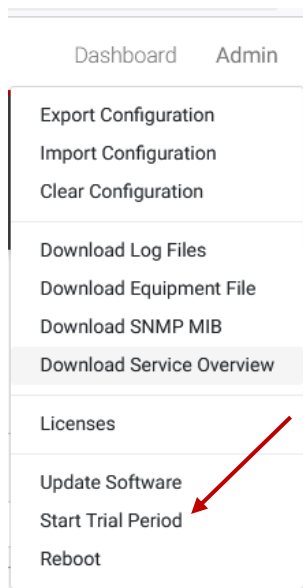 Dashboard Admin
Export Configuration
Import Configuration
Clear Configuration
Download Log Files
Download Equipment File
Download SNMP MIB
Download Service Overview
Licenses
Update Software
Start Trial Period
Reboot